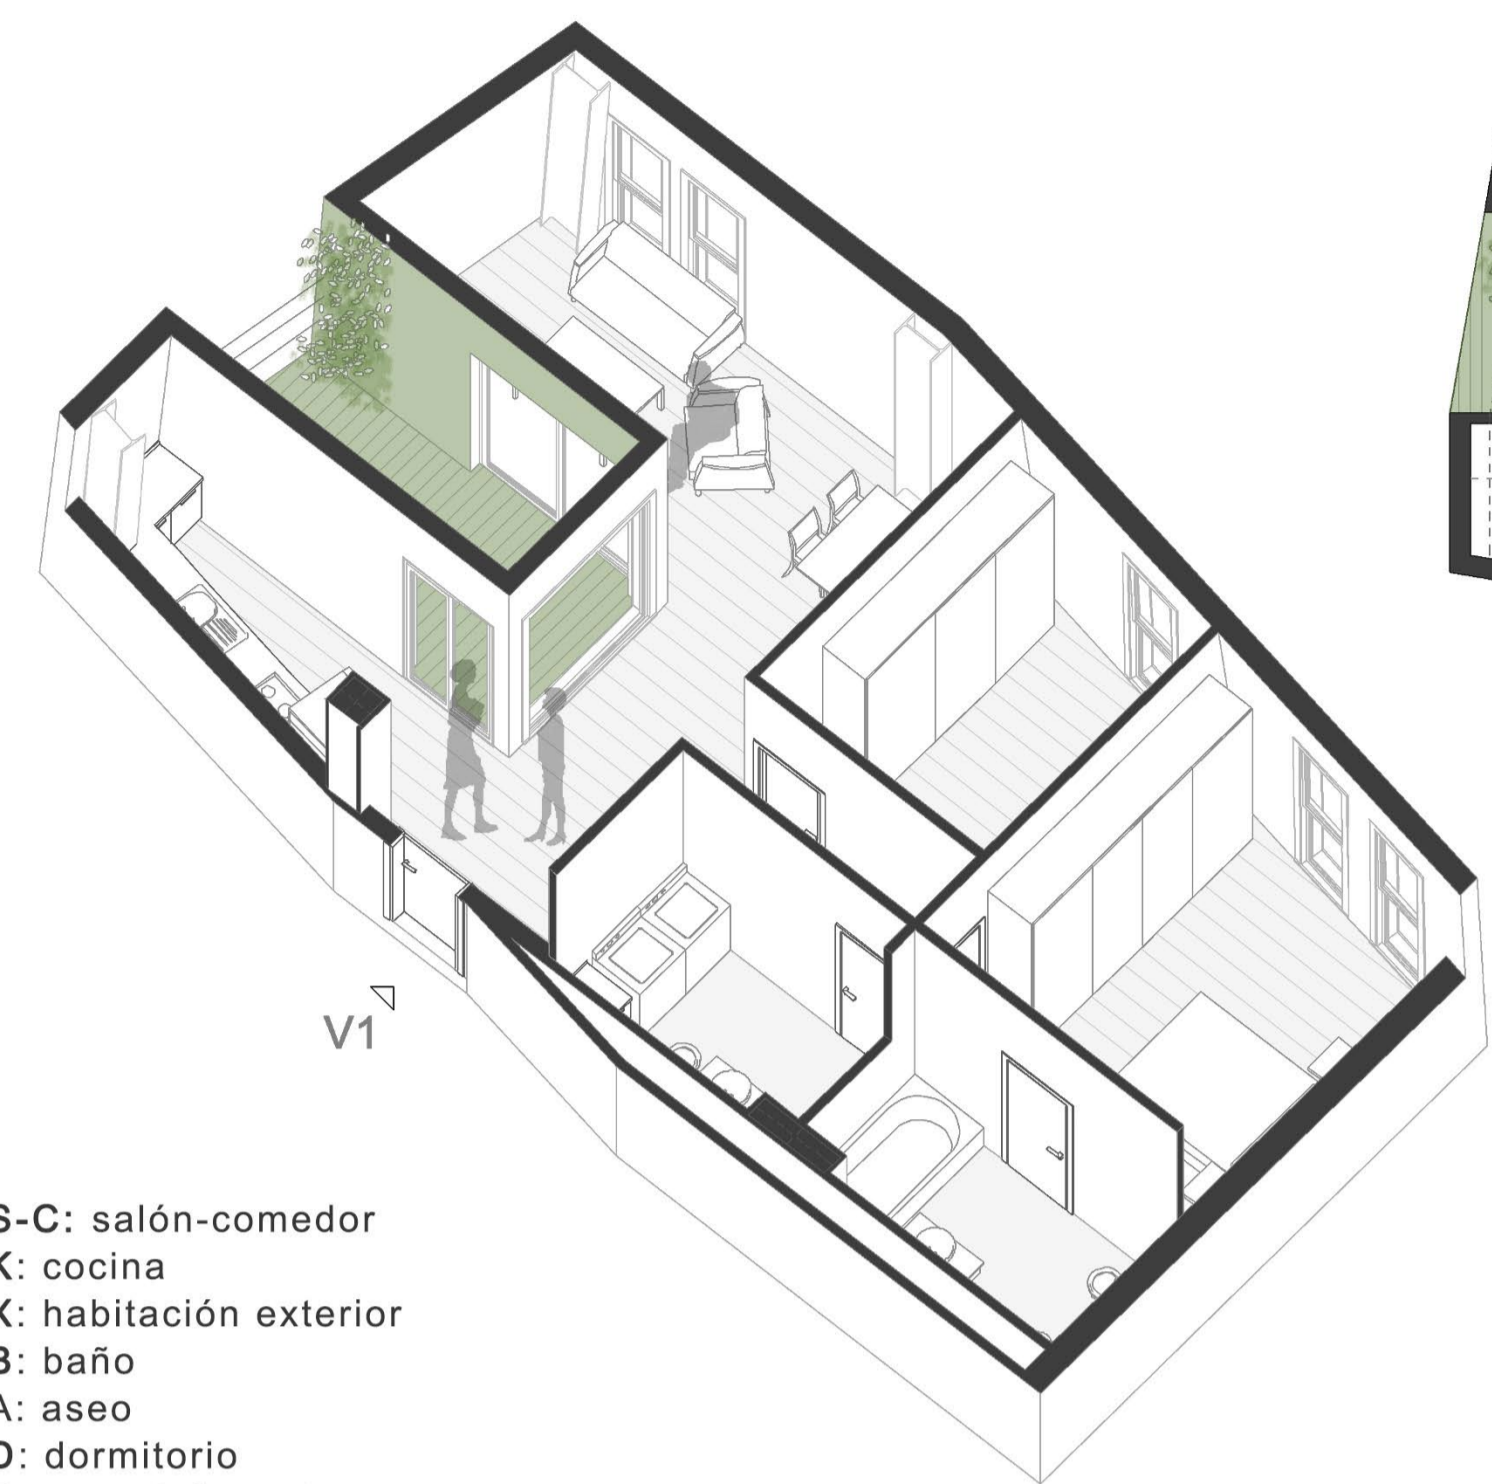 V1
S-C: salón-comedor
K: cocina
X: habitación exterior
B: baño
A: aseo
D: dormitorio